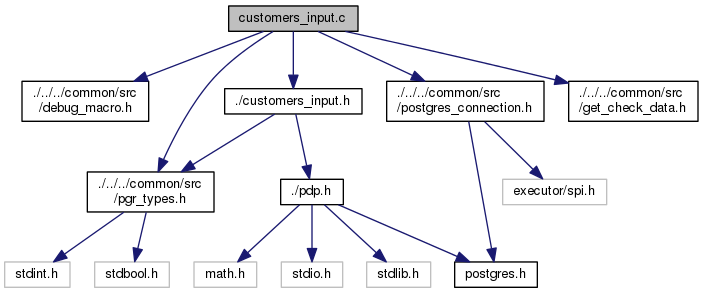 customers_input.c
./../../common/src
/debug_macro.h
./customers_input.h
./../../common/src
/postgres_connection.h
./../../common/src
/get_check_data.h
./../../common/src
/pgr_types.h
./pdp.h
executor/spi.h
stdint.h
stdbool.h
math.h
stdio.h
stdlib.h
postgres.h